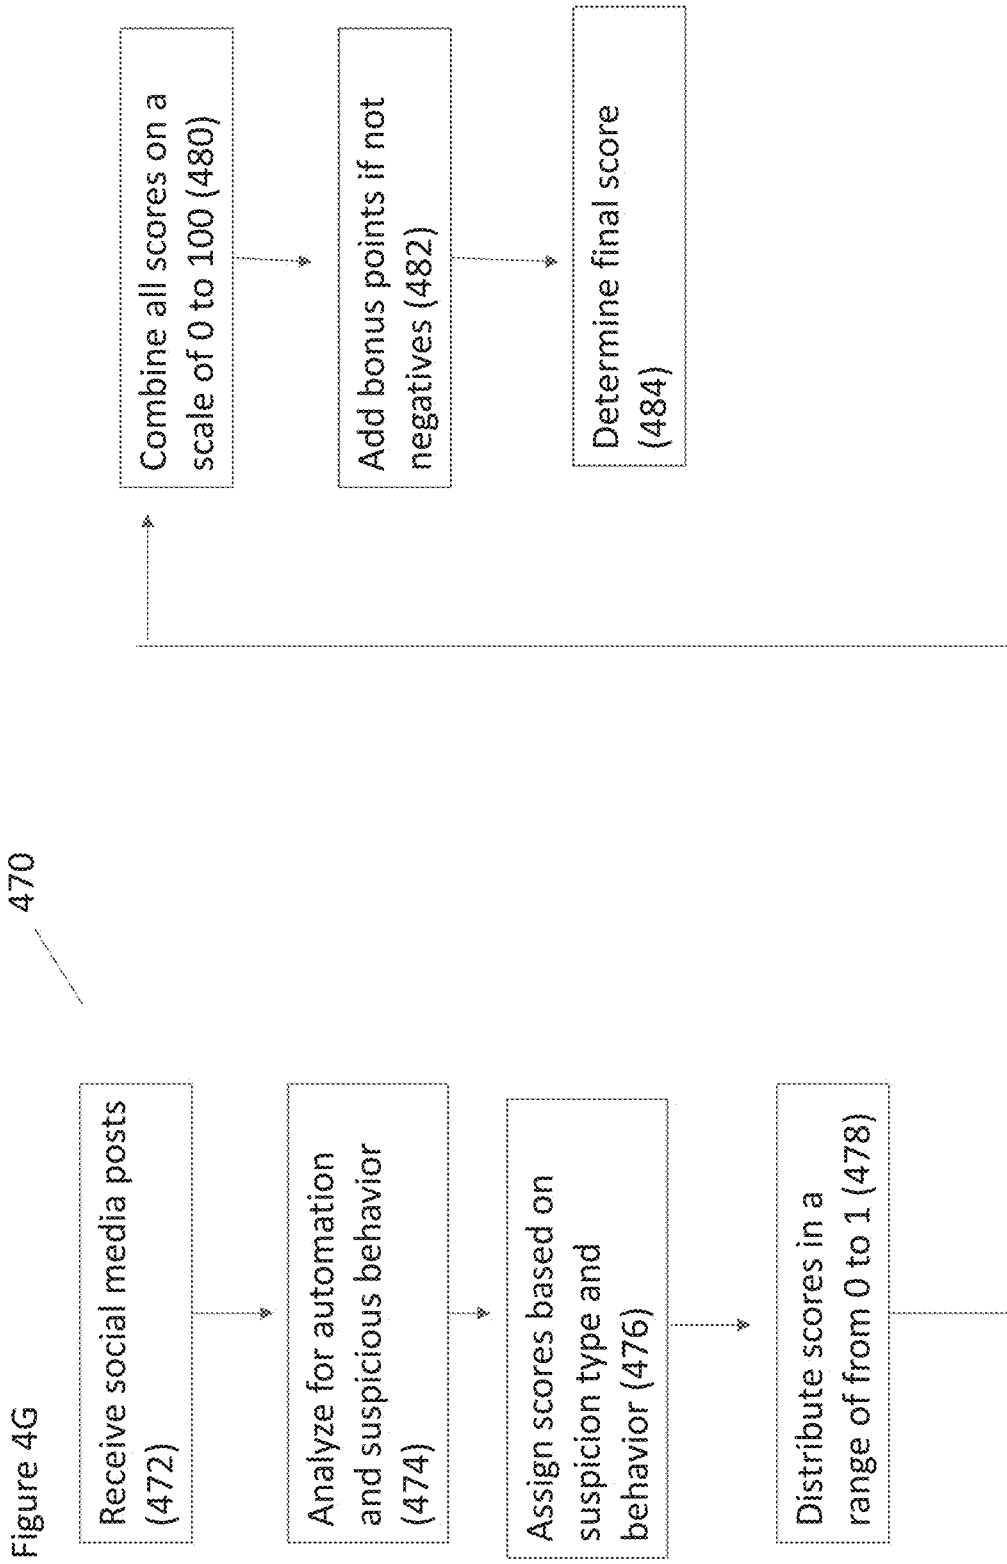 Figure 4G
470
Receive social media posts
(472)
Analyze for automation
and suspicious behavior
(474)
Assign scores based on
suspicion type and
behavior (476)
Distribute scores in a
range of from 0 to 1 (478)
Combine all scores on a
scale of 0 to 100 (480)
Add bonus points if not
negatives (482)
Determine final score
(484)